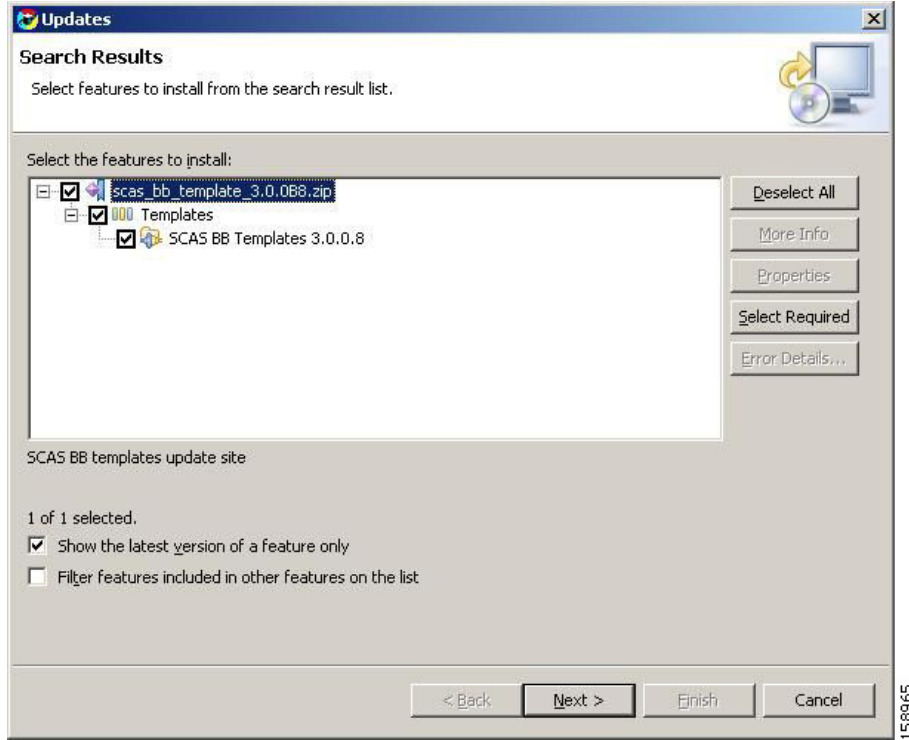 Updates
Search Results
Select features to install from the search result list.
Select the features to install:
scas_bb_template_3.0.0B8.zip
Templates
SCAS BB Templates 3.0.0.8
Deselect All
More Info
Properties
Select Required
Error Details...
SCAS BB templates update site
1 of 1 selected.
Show the latest version of a feature only
Filter features included in other features on the list
< Back
Next >
Finish
Cancel
158965